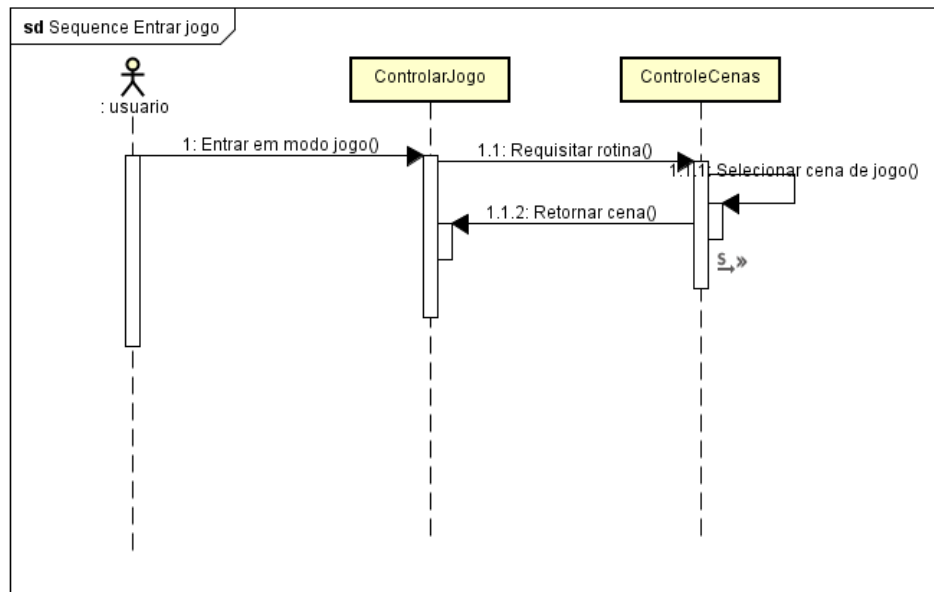 sd Sequence Entrar jogo
: usuario
ControlarJogo
ControleCenas
1: Entrar em modo jogo()
1.1: Requisitar rotina()
1.1.1: Selecionar cena de jogo()
1.1.2: Retornar cena()
S »